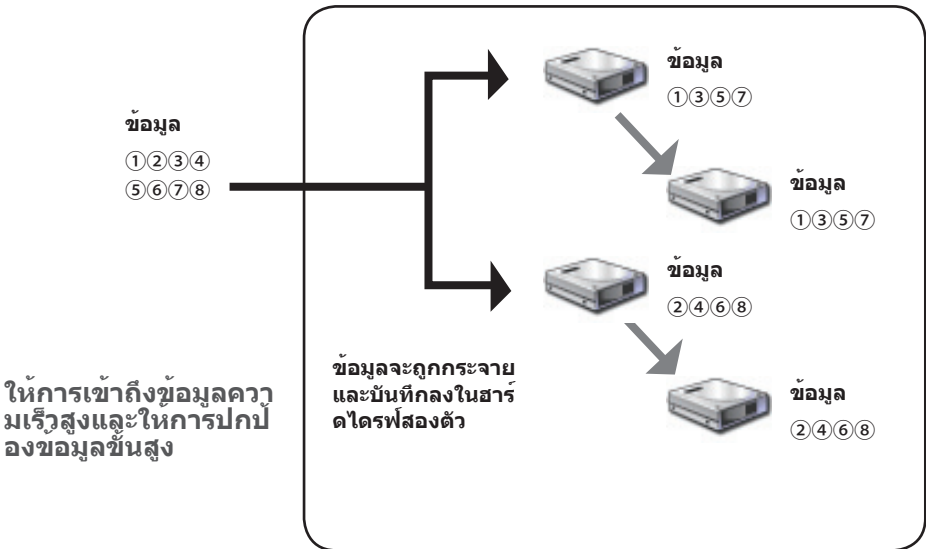 ข้อมูล
①③⑤⑦
ข้อมูล
①②③④
⑤⑥⑦⑧
ข้อมูล
①③⑤⑦
ข้อมูล
②④⑥⑧
ข้อมูลจะถูกกระจาย
และบันทึกลงในฮาร์
ดไดรฟ์สองตัว
ให้การเข้าถึงข้อมูลควา
มเร็วสูงและให้การปกป้
องข้อมูลขั้นสูง
ข้อมูล
②④⑥⑧